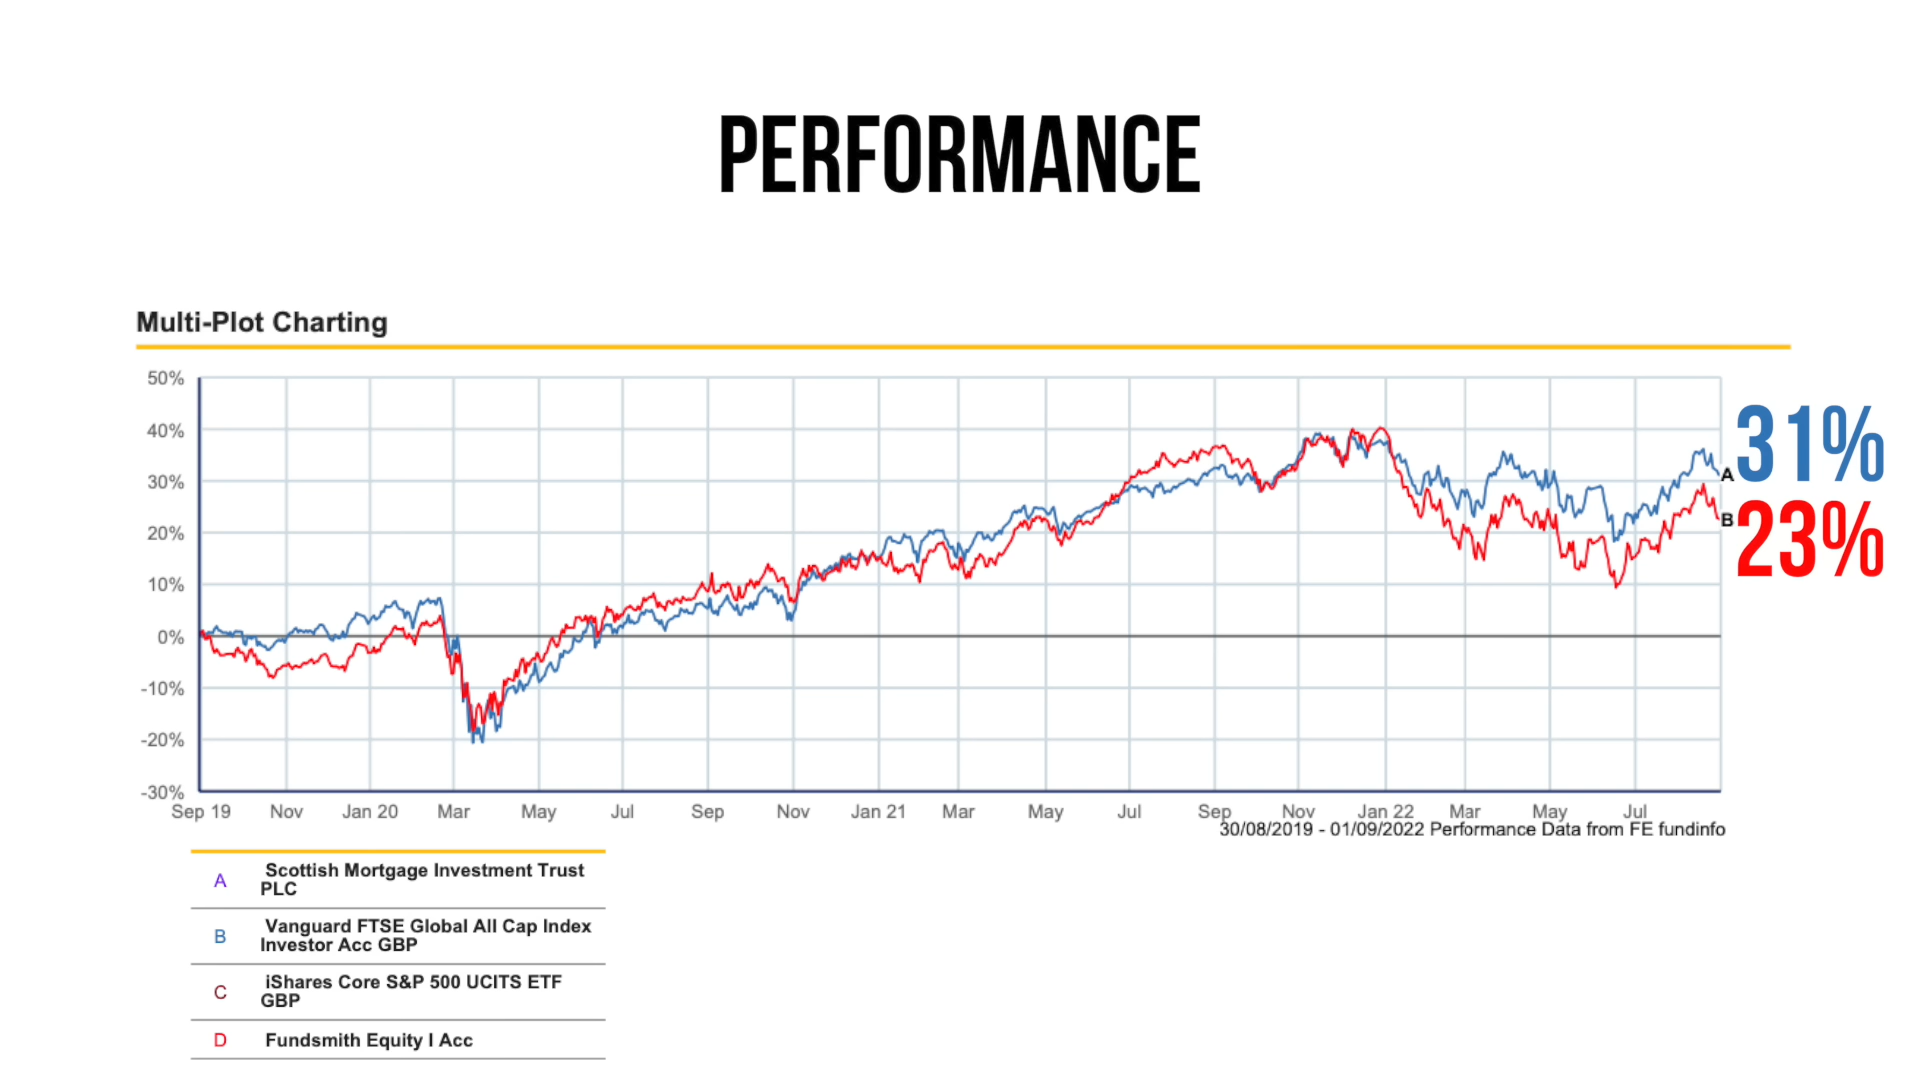 PERFORMANCE
Multi-Plot Charting
50%
40%
30%
20%
10%
0%
-10%
-20%
-30%
31%
A
B
23%
Sep 19 Nov Jan 20 Mar May Jul Sep Nov Jan 21 Mar May Jul Sep Nov Jan 22 Mar May Jul
30/08/2019 - 01/09/2022 Performance Data from FE fundinfo
A Scottish Mortgage Investment Trust
PLC
B Vanguard FTSE Global All Cap Index
Investor Acc GBP
C iShares Core S&P 500 UCITS ETF
GBP
D Fundsmith Equity I Acc